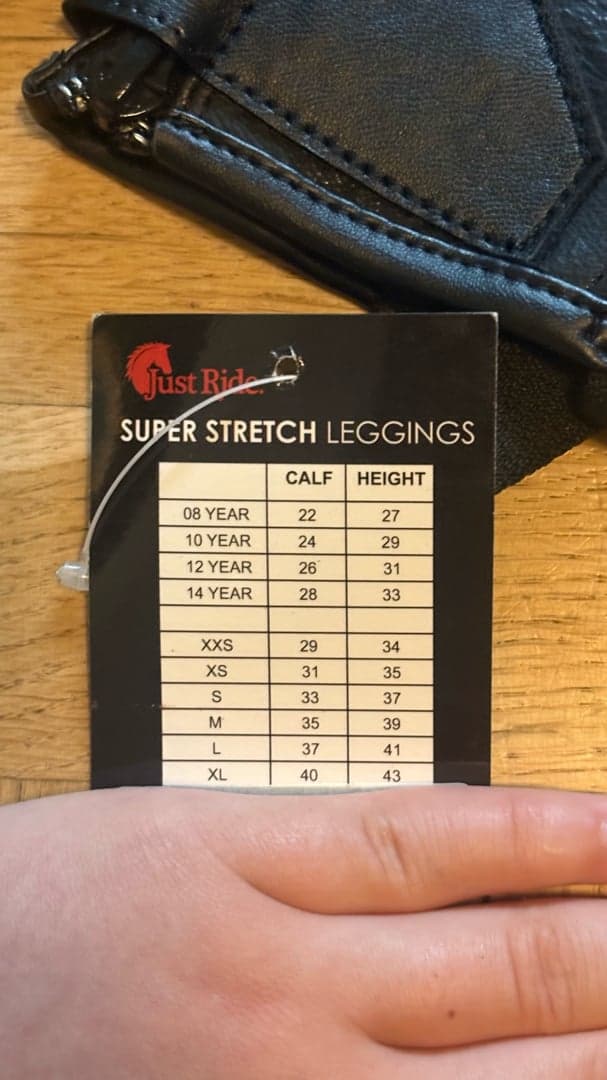 Just Ride.
SUPER STRETCH LEGGINGS
CALF HEIGHT
08 YEAR 22 27
10 YEAR 24 29
12 YEAR 26 31
14 YEAR 28 33
XXS 29 34
XS 31 35
S 33 37
M 35 39
L 37 41
XL 40 43